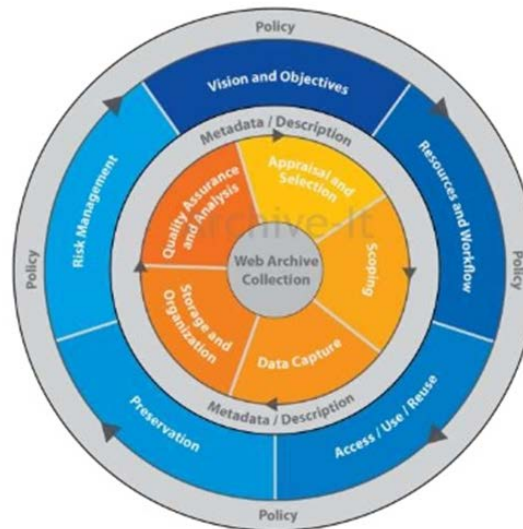 Policy
Vision and Objectives
Metadata / Description
Appraisal and
Selection
Quality Assurance
and Analysis
Risk Management
Resources and Workflow
Archive-It
Web Archive
Collection
Scoping
Policy
Policy
Storage and
Organization
Data Capture
Metadata / Description
Preservation
Access / Use / Reuse
Policy